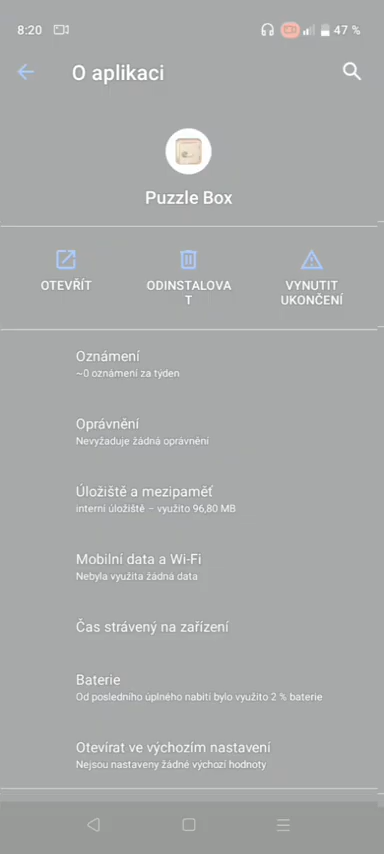 8:20 47 %
O aplikaci
Puzzle Box
OTEVŘÍT
ODINSTALOVA
T
VYNUTIT
UKONČENÍ
Oznámení
~0 oznámení za týden
Oprávnění
Nevyžaduje žádná oprávnění
Úložiště a mezipaměť
interní úložiště – využito 96,80 MB
Mobilní data a Wi-Fi
Nebyla využita žádná data
Čas strávený na zařízení
Baterie
Od posledního úplného nabití bylo využito 2 % baterie
Otevírat ve výchozím nastavení
Nejsou nastaveny žádné výchozí hodnoty